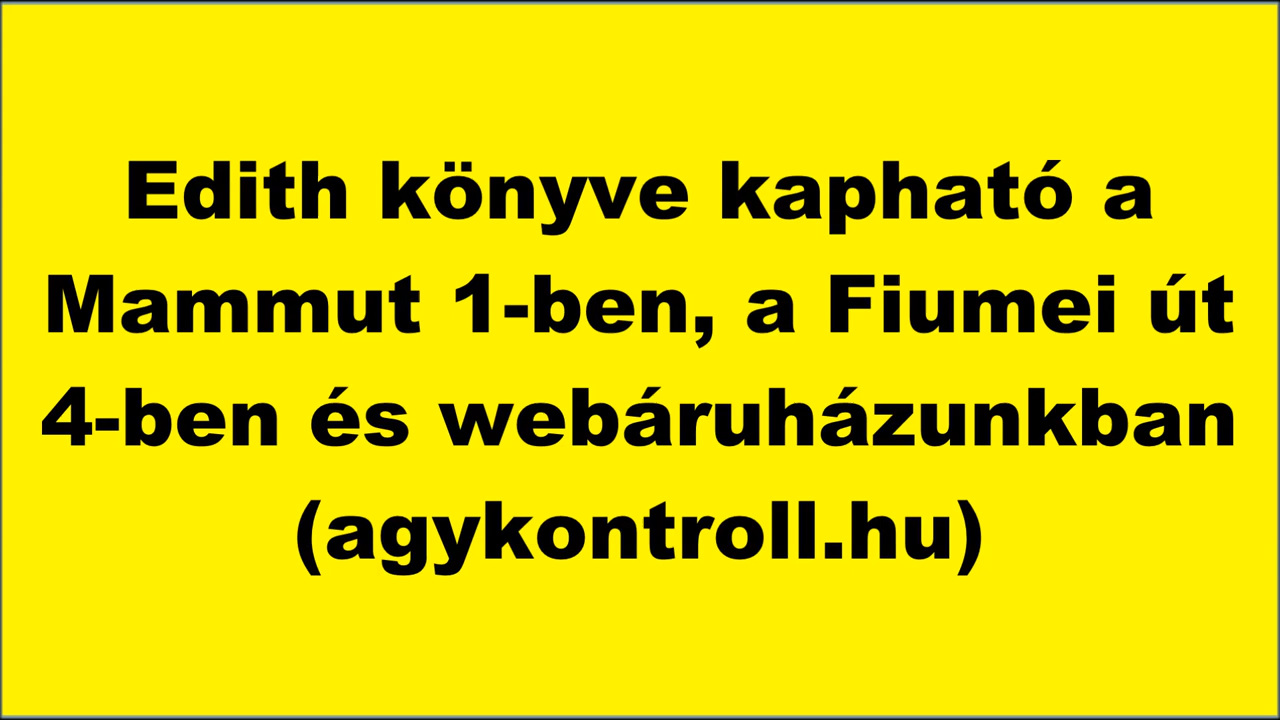 Edith könyve kapható a
Mammut 1-ben, a Fiumei út
4-ben és webáruházunkban
(agykontroll.hu)